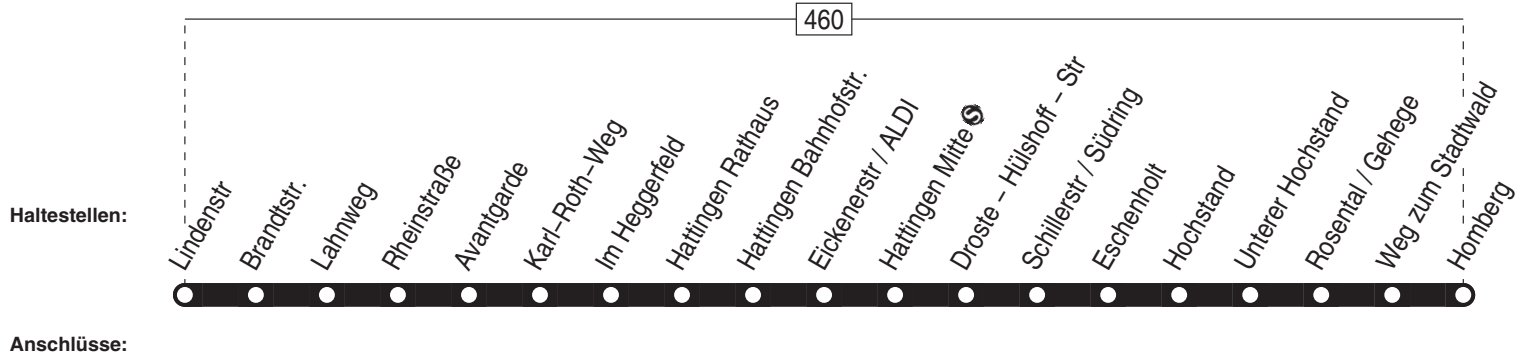 460
Haltestellen:
Lindenstr
Brandtstr.
Lahnweg
Rheinstraße
Avantgarde
Karl–Roth–Weg
Im Heggerfeld
Hattingen Rathaus
Hattingen Bahnhofstr.
Eickenerstr / ALDI
Hattingen Mitte S
Droste – Hülshoff – Str
Schillerstr / Südring
Eschenholt
Hochstand
Unterer Hochstand
Rosental / Gehege
Weg zum Stadtwald
Homberg
Anschlüsse: